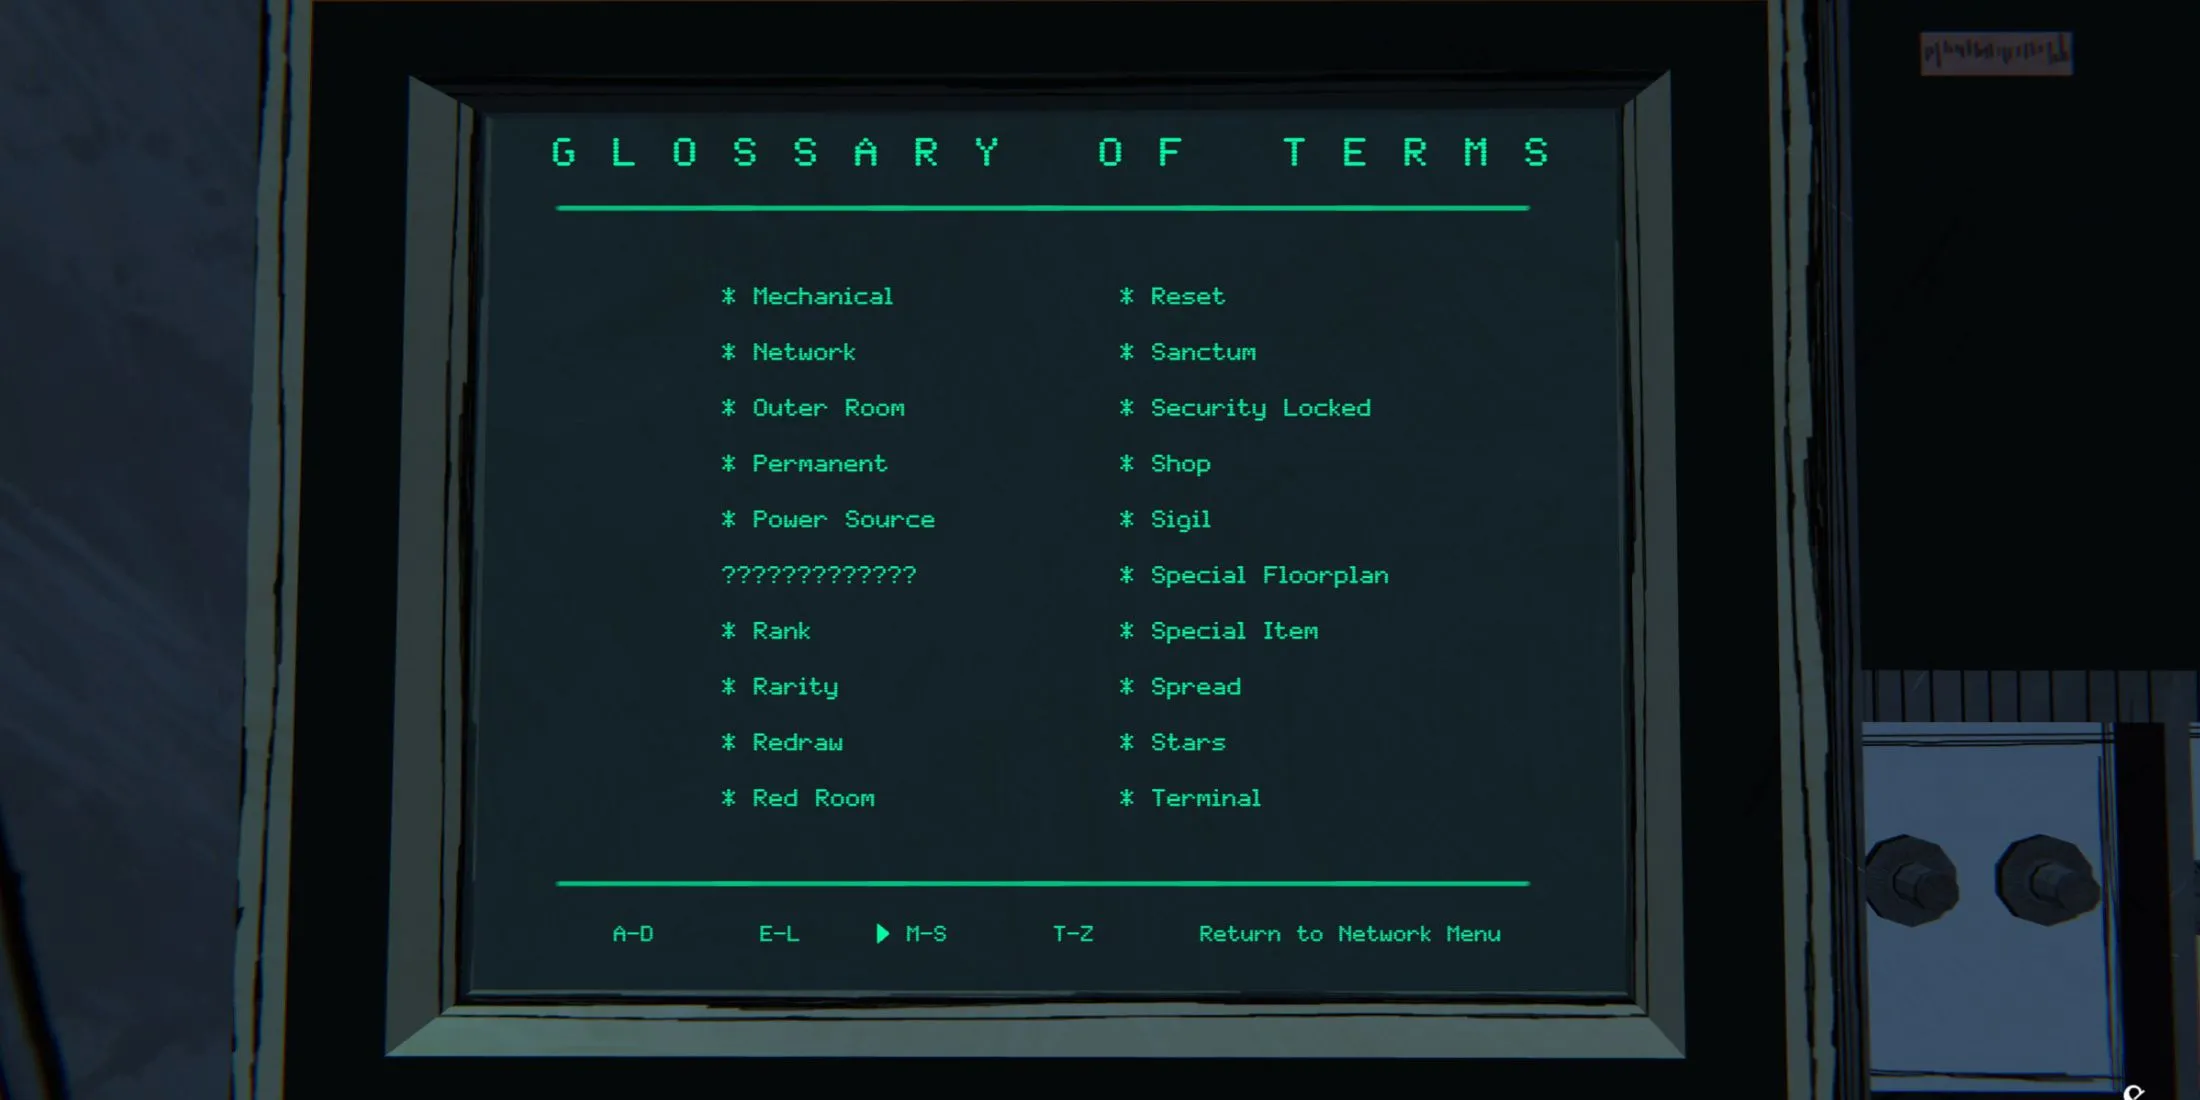 GLOSSARY OF TERMS
* Mechanical
* Network
* Outer Room
* Permanent
* Power Source
?????????????
* Rank
* Rarity
* Redraw
* Red Room
* Reset
* Sanctum
* Security Locked
* Shop
* Sigil
* Special Floorplan
* Special Item
* Spread
* Stars
* Terminal
A-D E-L ▶ M-S T-Z Return to Network Menu